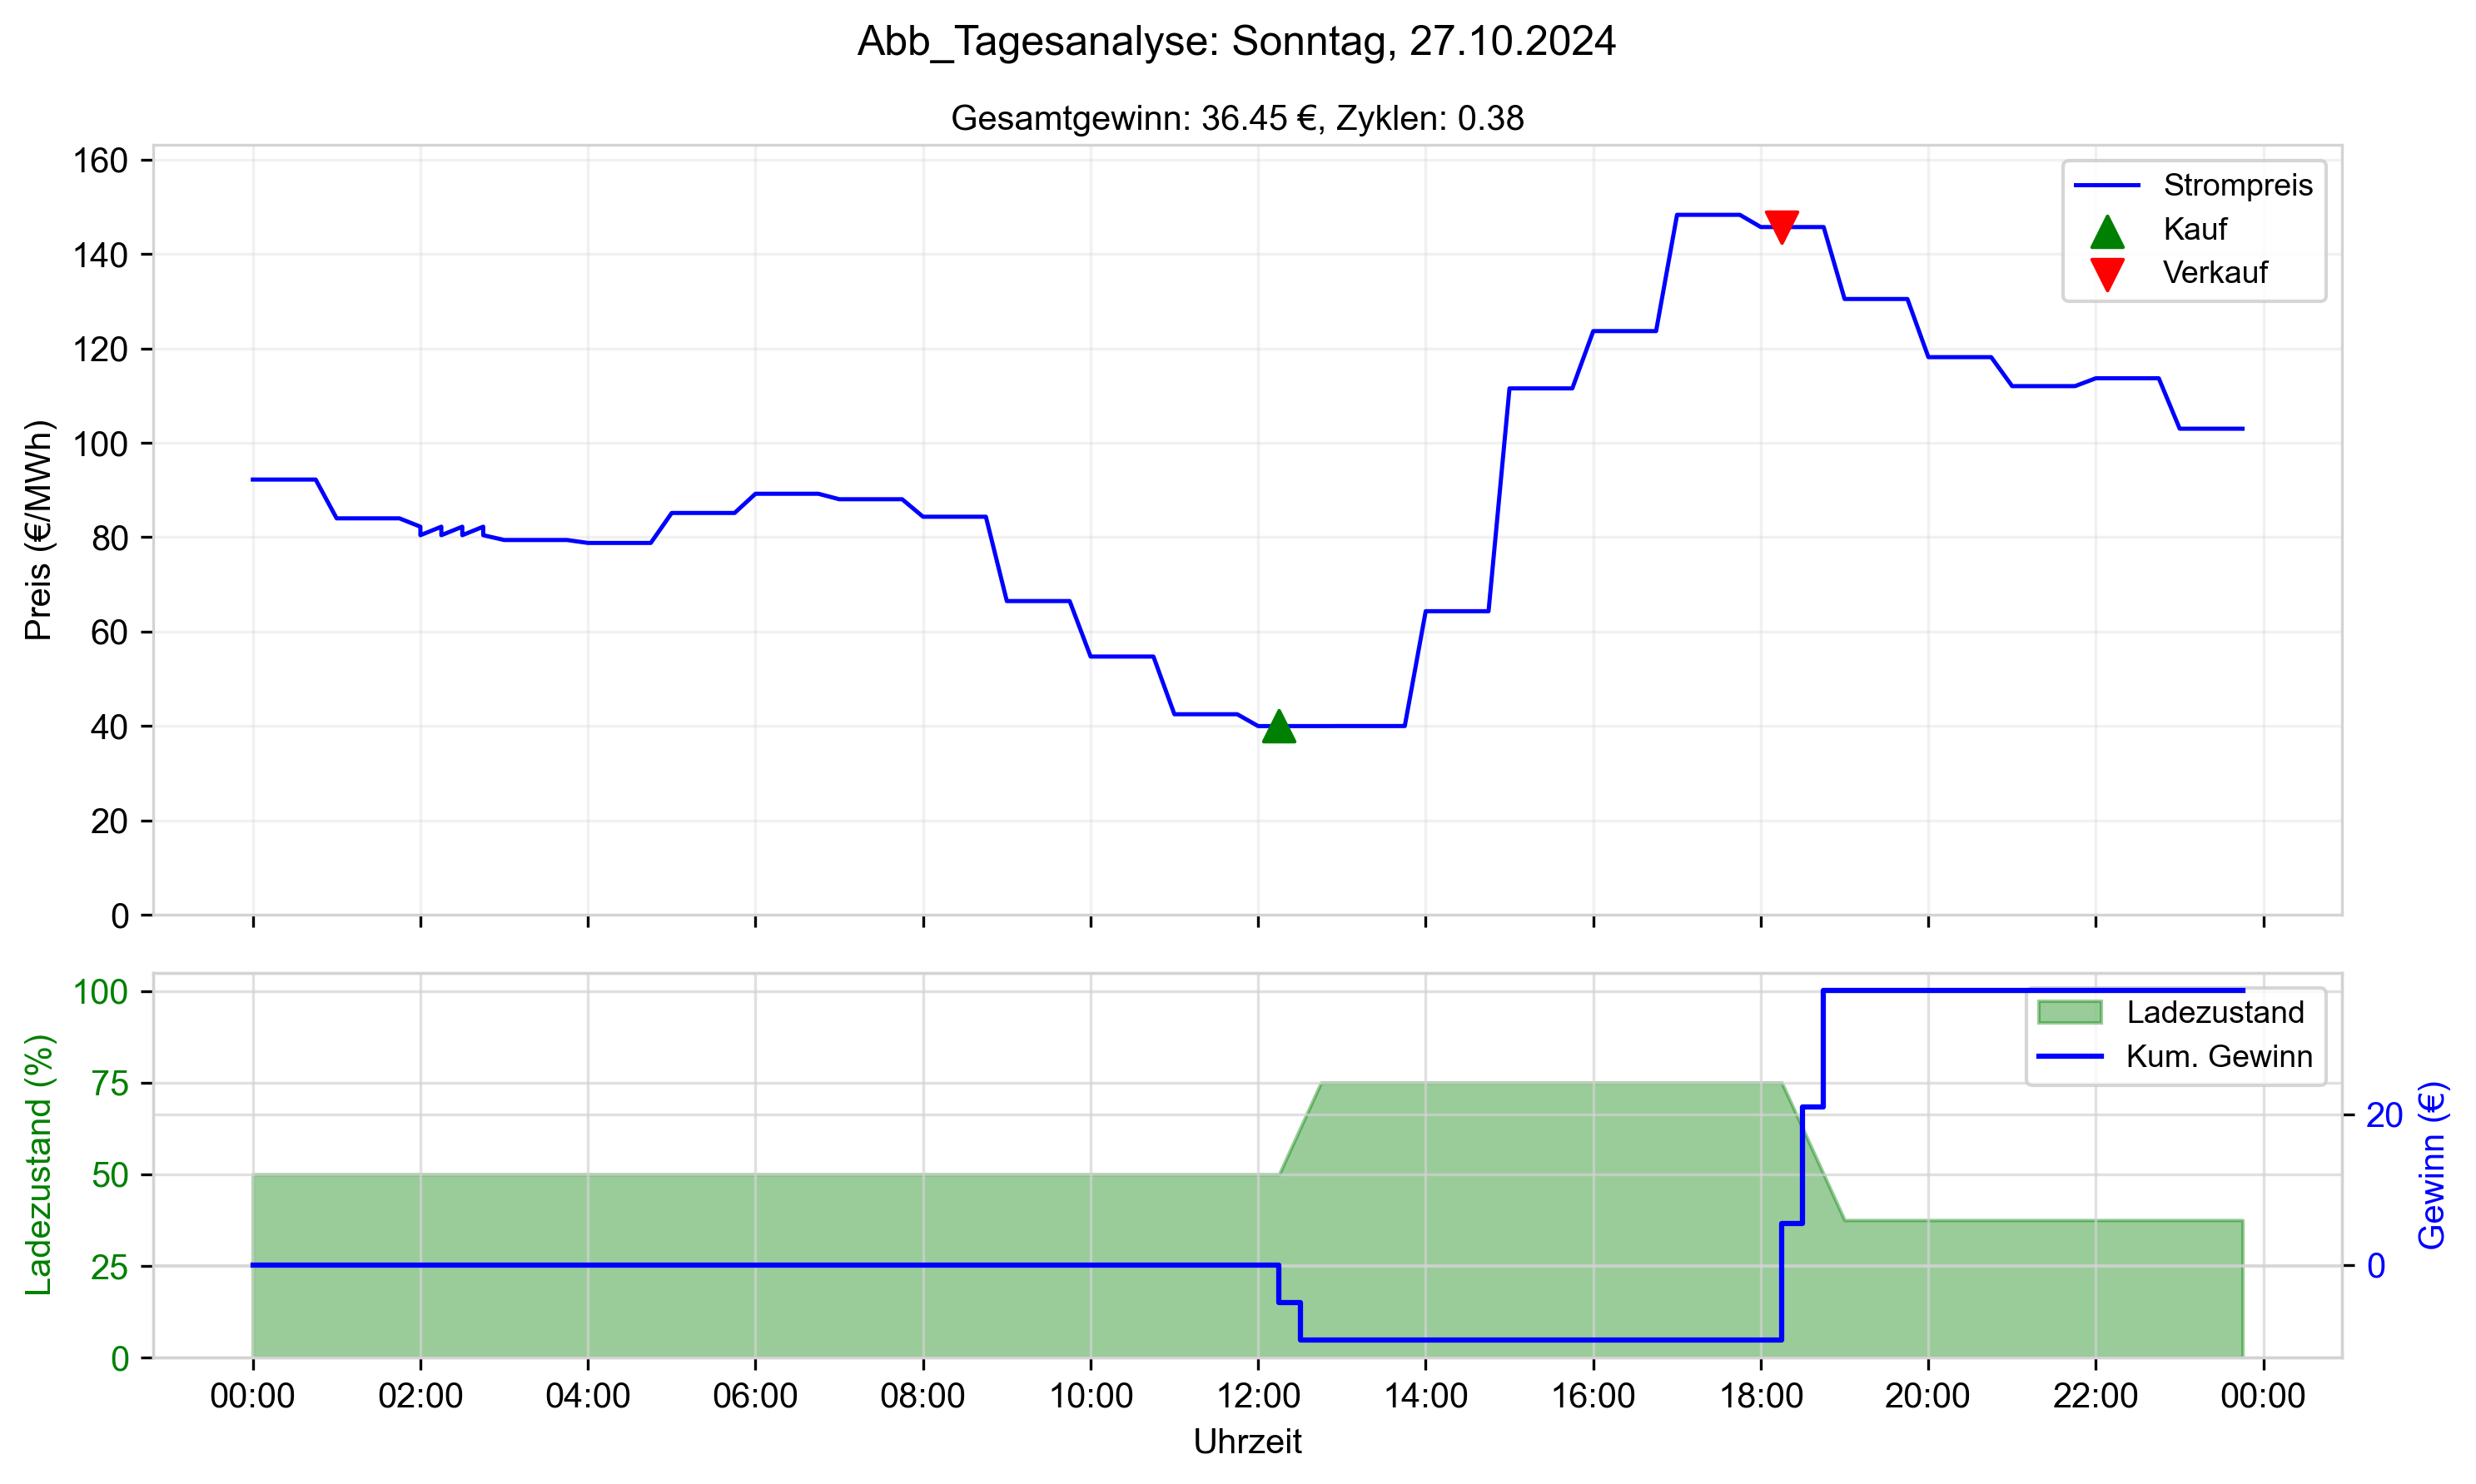 Abb_Tagesanalyse: Sonntag, 27.10.2024
Gesamtgewinn: 36.45 €, Zyklen: 0.38
Preis (€/MWh)
160
140
120
100
80
60
40
20
0
Strompreis
Kauf
Verkauf
Ladezustand (%)
100
75
50
25
0
Ladezustand
Kum. Gewinn
20
0
Gewinn (€)
00:00 02:00 04:00 06:00 08:00 10:00 12:00 14:00 16:00 18:00 20:00 22:00 00:00
Uhrzeit